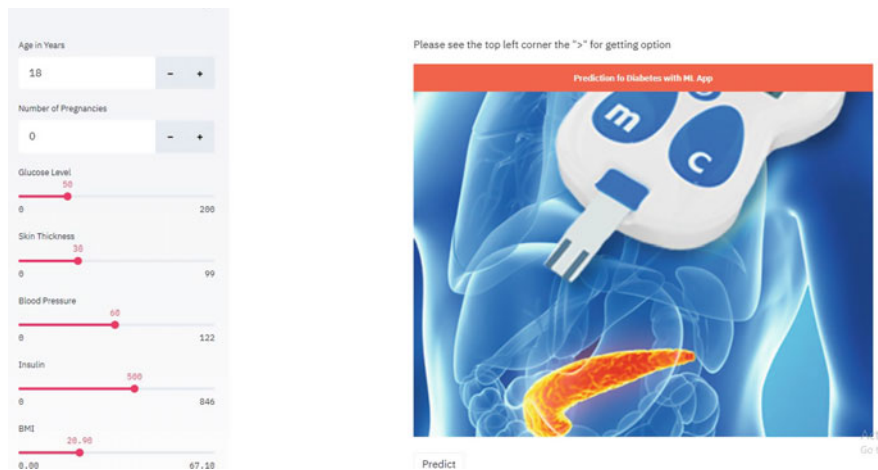 Age in Years
18
-
+
Number of Pregnancies
0
-
+
Glucose Level
50
0
200
Skin Thickness
30
0
99
Blood Pressure
60
0
122
Insulin
500
0
846
BMI
20.90
0.00
67.10
Please see the top left corner the ">" for getting option
Prediction fo Diabetes with ML App
m
c
Predict